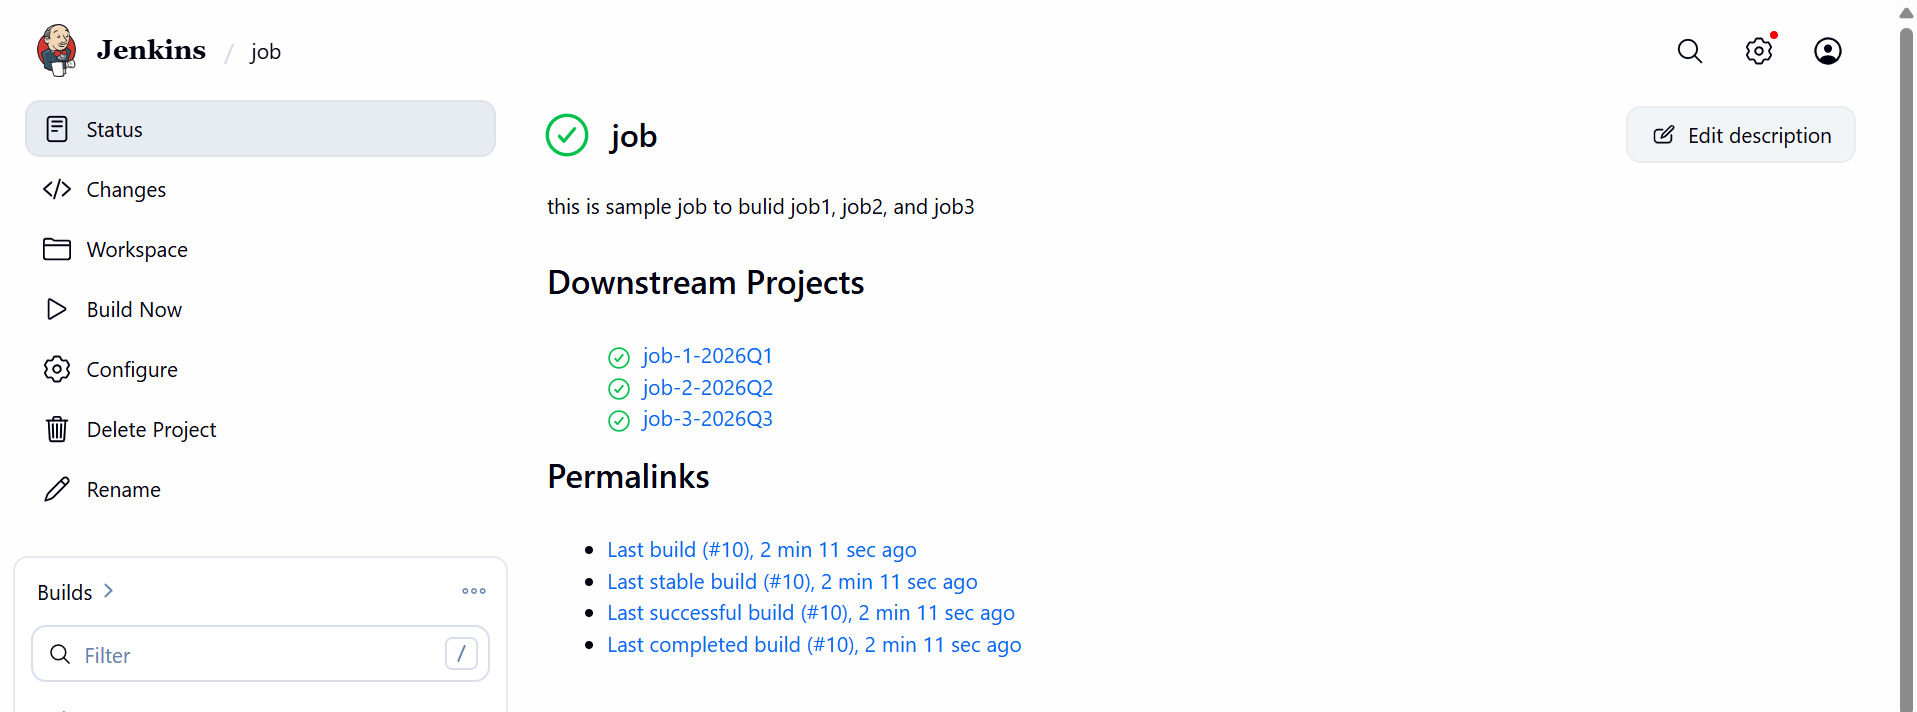 Jenkins / job
Status
Changes
Workspace
Build Now
Configure
Delete Project
Rename
Builds
Filter /
job
Edit description
this is sample job to bulid job1, job2, and job3
Downstream Projects
job-1-2026Q1
job-2-2026Q2
job-3-2026Q3
Permalinks
Last build (#10), 2 min 11 sec ago
Last stable build (#10), 2 min 11 sec ago
Last successful build (#10), 2 min 11 sec ago
Last completed build (#10), 2 min 11 sec ago